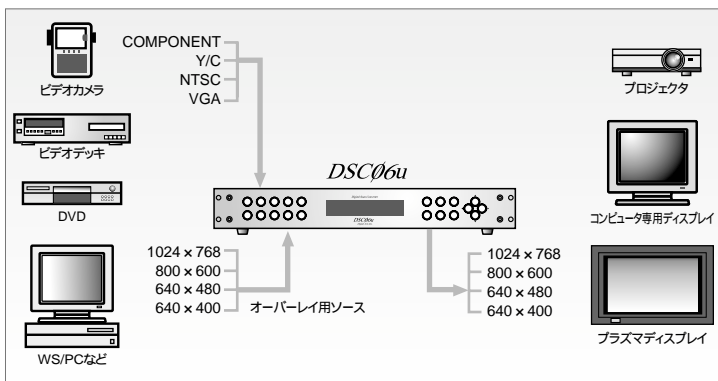 COMPONENT
Y/C
NTSC
VGA
ビデオカメラ
ビデオデッキ
DVD
WS/PCなど
DSCØ6u
DSCØ6u
1024×768
800×600
640×480
640×400
オーバーレイ用ソース
1024×768
800×600
640×480
640×400
プロジェクタ
コンピュータ専用ディスプレイ
プラズマディスプレイ